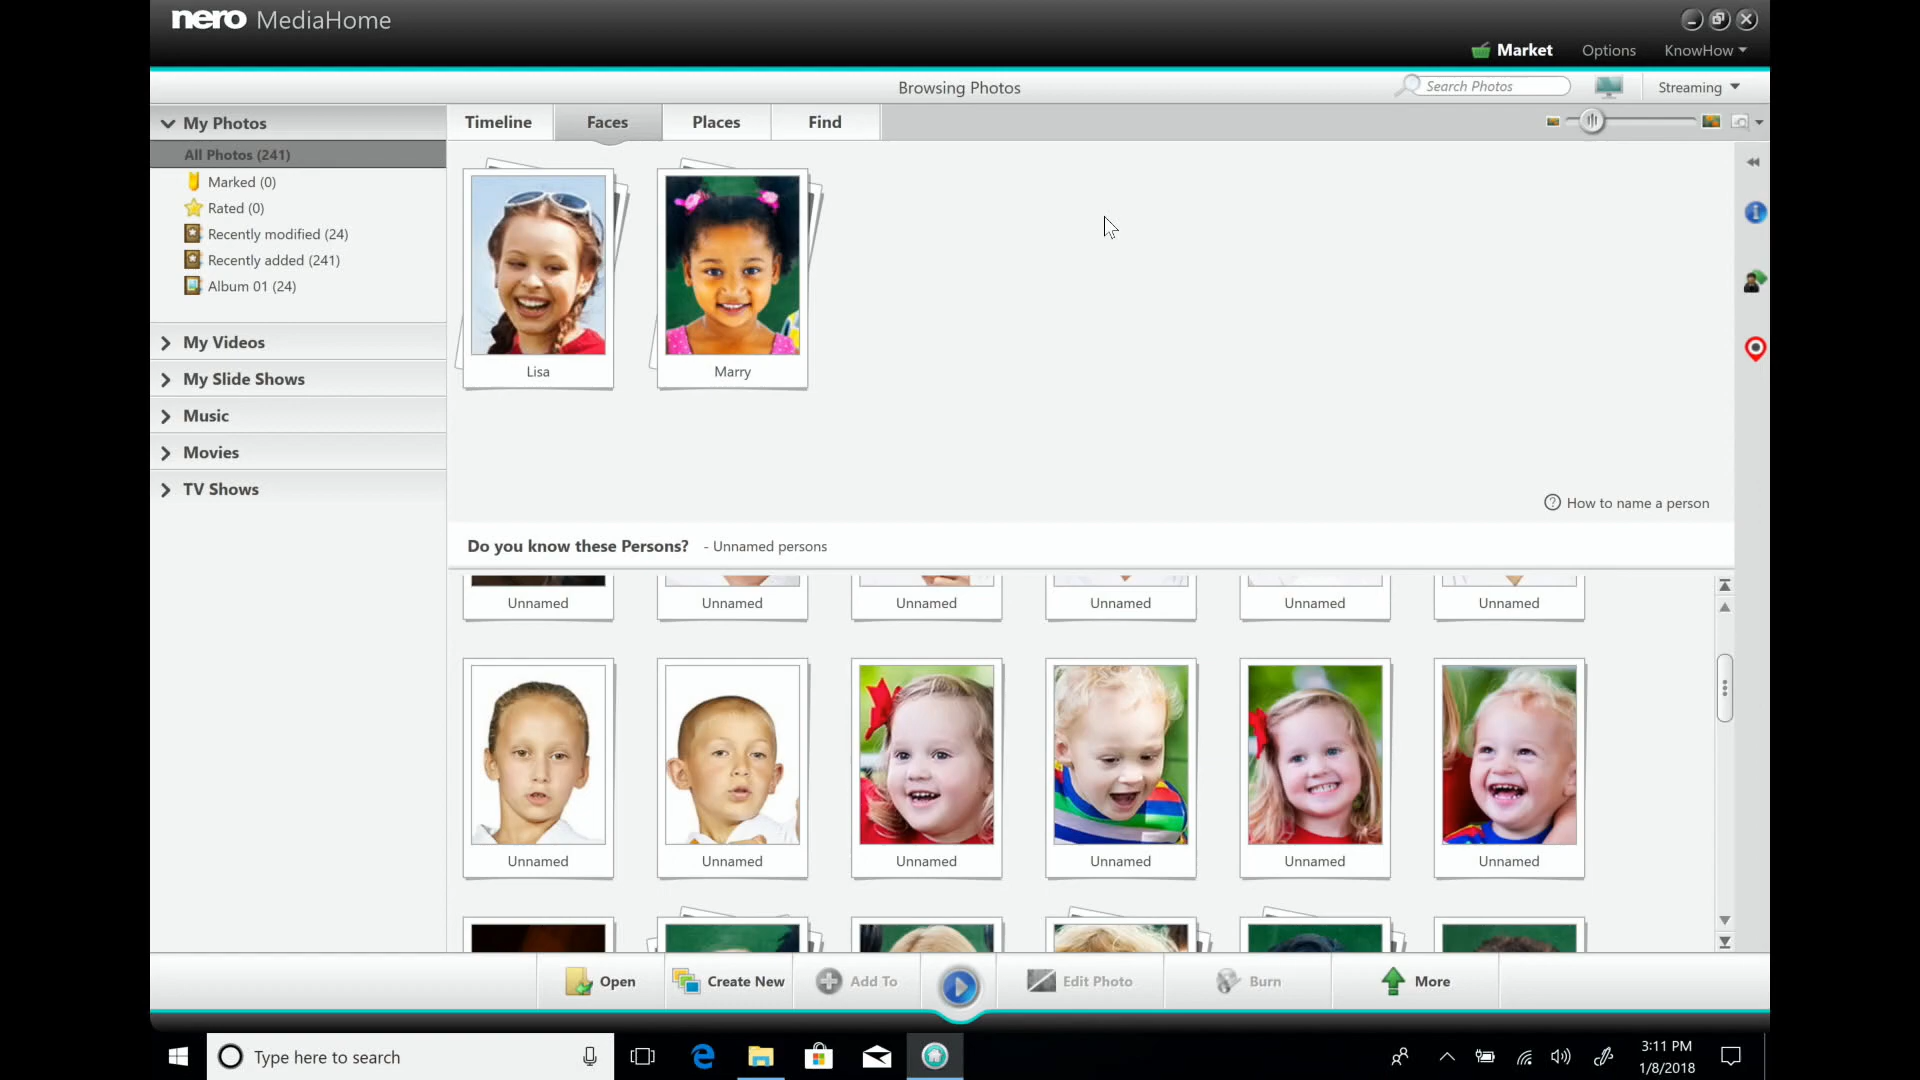 nero MediaHome
Market Options KnowHow
Browsing Photos
Search Photos
Streaming
My Photos
All Photos (241)
Marked (0)
Rated (0)
Recently modified (24)
Recently added (241)
Album 01 (24)
My Videos
My Slide Shows
Music
Movies
TV Shows
Timeline Faces Places Find
Lisa Marry
How to name a person
Do you know these Persons? - Unnamed persons
Unnamed Unnamed Unnamed Unnamed Unnamed Unnamed
Unnamed Unnamed Unnamed Unnamed Unnamed Unnamed
Open Create New Add To Edit Photo Burn More
Type here to search
3:11 PM
1/8/2018